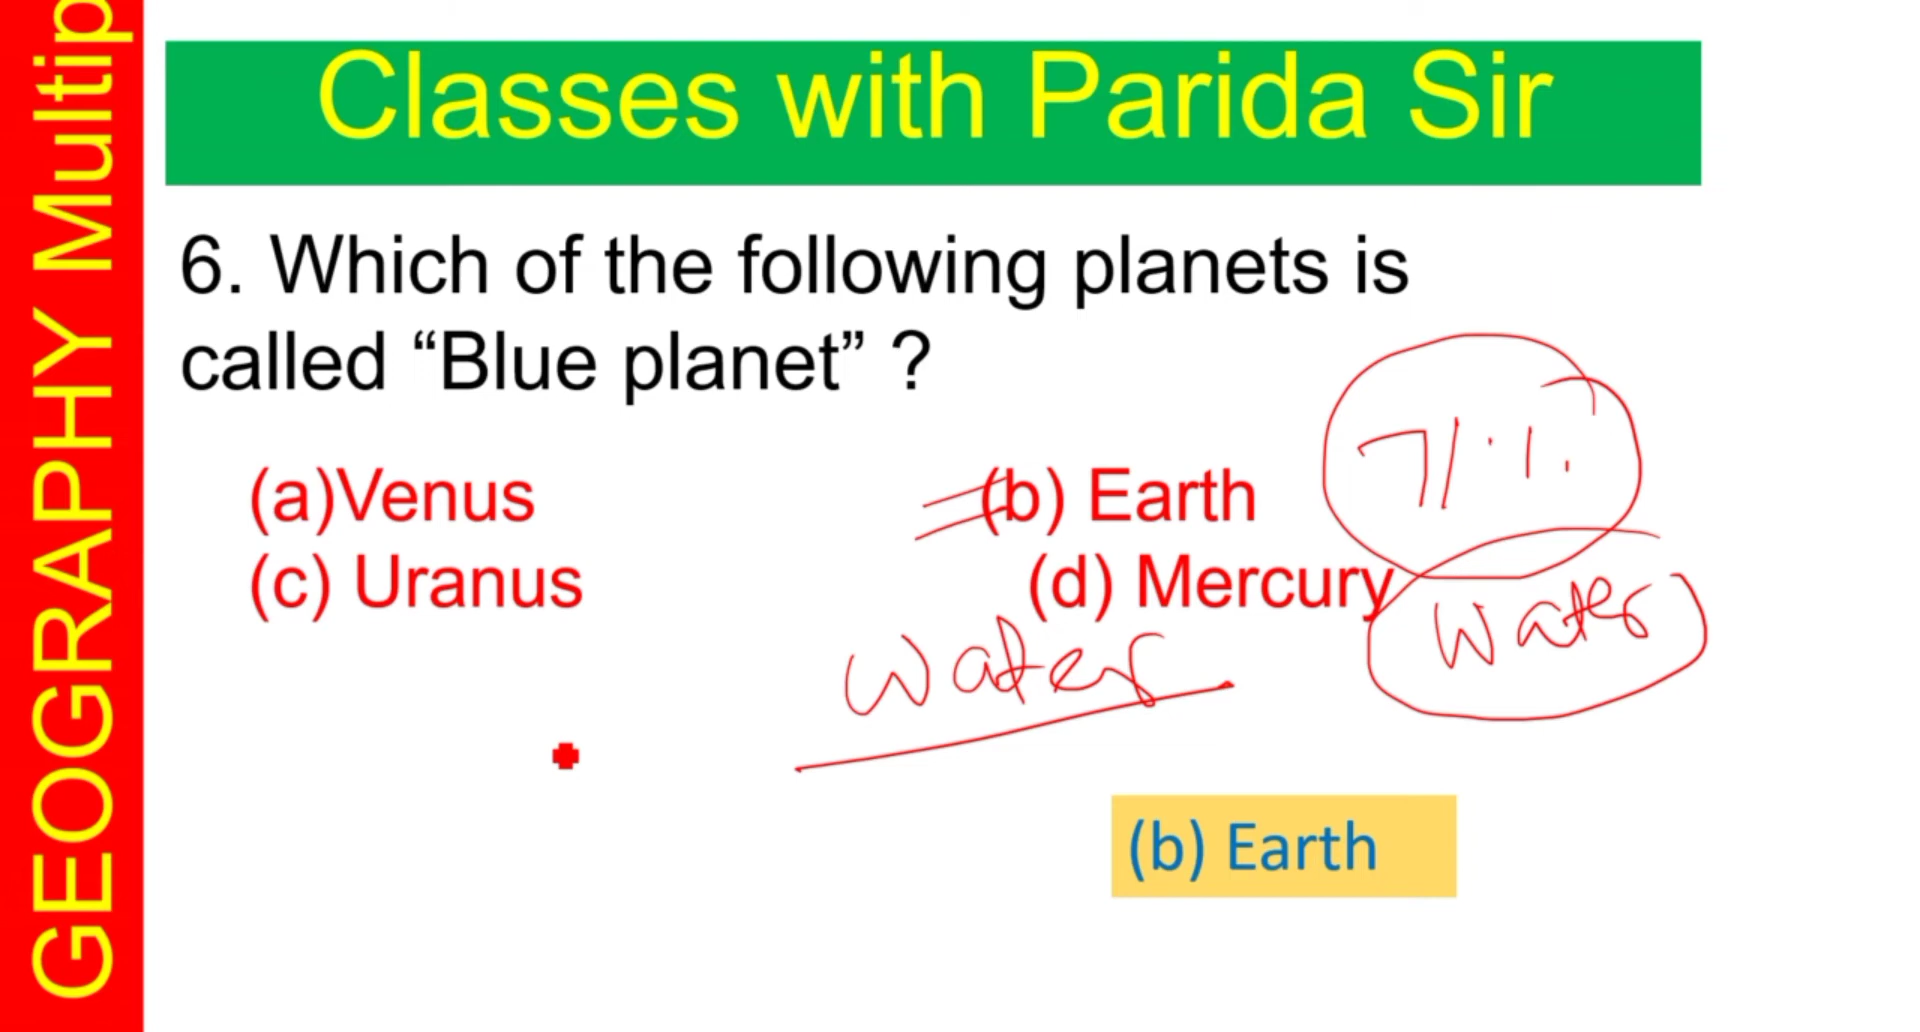 GEOGRAPHY Multip
Classes with Parida Sir
6. Which of the following planets is
called “Blue planet” ?
(a)Venus
(b) Earth
71%
(c) Uranus
(d) Mercury
Water
Water
(b) Earth